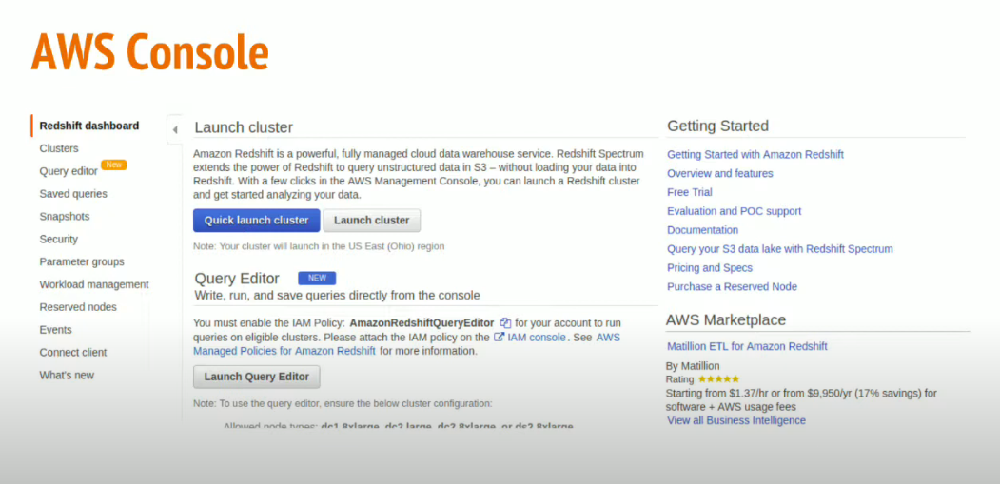 AWS Console
Redshift dashboard
Clusters
Query editor New
Saved queries
Snapshots
Security
Parameter groups
Workload management
Reserved nodes
Events
Connect client
What's new
Launch cluster
Amazon Redshift is a powerful, fully managed cloud data warehouse service. Redshift Spectrum
extends the power of Redshift to query unstructured data in S3 – without loading your data into
Redshift. With a few clicks in the AWS Management Console, you can launch a Redshift cluster
and get started analyzing your data.
Quick launch cluster Launch cluster
Note: Your cluster will launch in the US East (Ohio) region
Query Editor NEW
Write, run, and save queries directly from the console
You must enable the IAM Policy: AmazonRedshiftQueryEditor for your account to run
queries on eligible clusters. Please attach the IAM policy on the IAM console. See AWS
Managed Policies for Amazon Redshift for more information.
Launch Query Editor
Note: To use the query editor, ensure the below cluster configuration:
Allowed node types: dc1.8xlarge, dc2.large, dc2.8xlarge, or ds2.8xlarge
Getting Started
Getting Started with Amazon Redshift
Overview and features
Free Trial
Evaluation and POC support
Documentation
Query your S3 data lake with Redshift Spectrum
Pricing and Specs
Purchase a Reserved Node
AWS Marketplace
Matillion ETL for Amazon Redshift
By Matillion
Rating
Starting from $1.37/hr or from $9,950/yr (17% savings) for
software + AWS usage fees
View all Business Intelligence